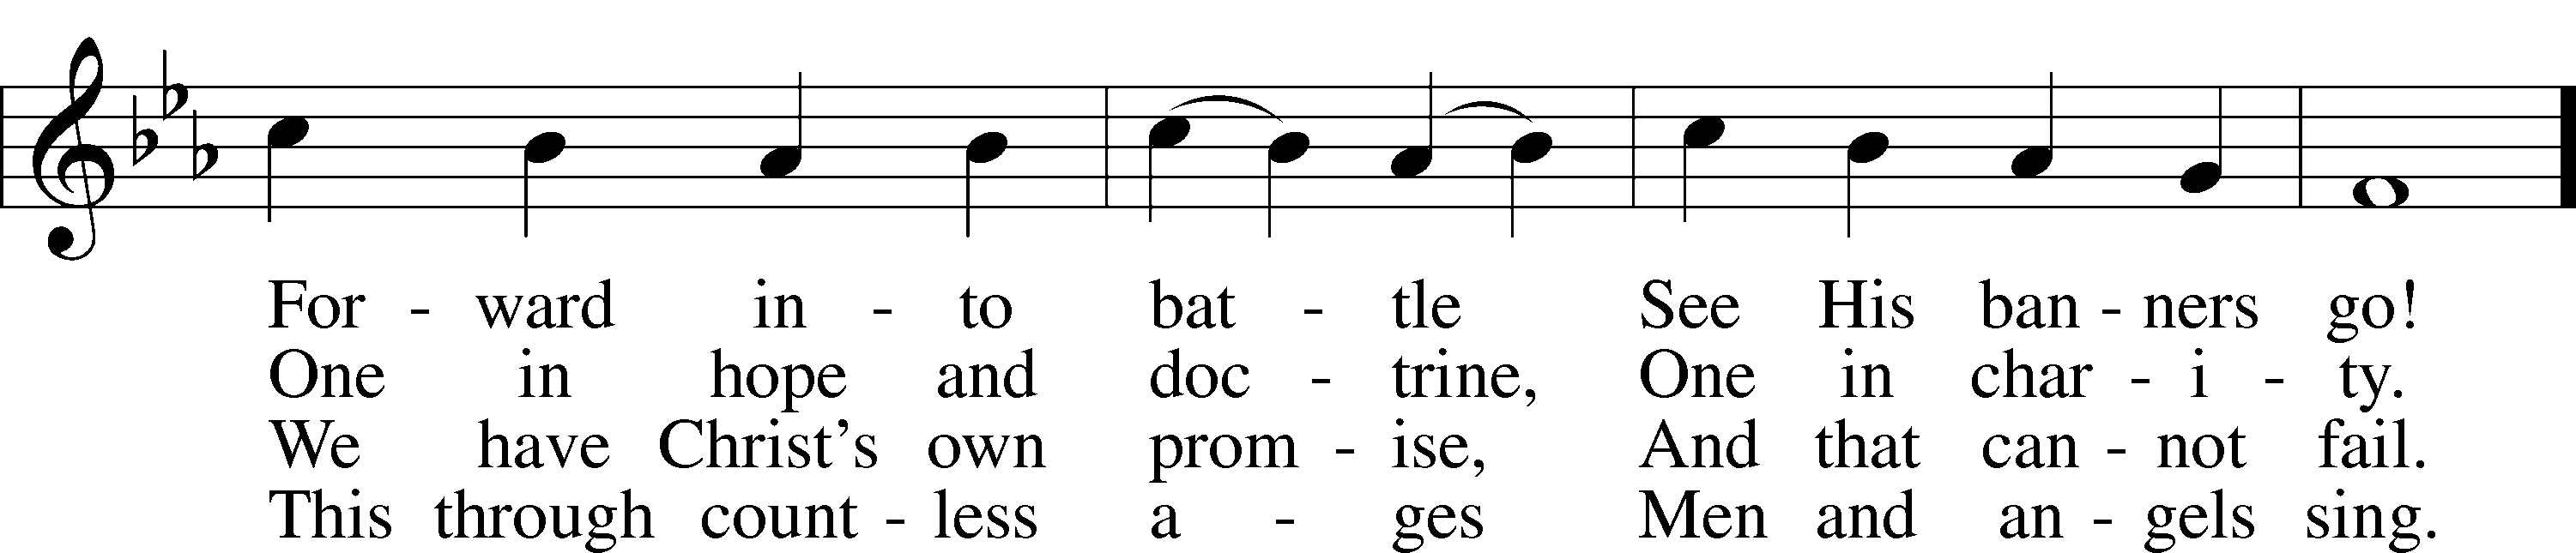 For - ward in - to bat - tle See His ban - ners go!
One in hope and doc - trine, One in char - i - ty.
We have Christ's own prom - ise, And that can - not fail.
This through count - less a - ges Men and an - gels sing.